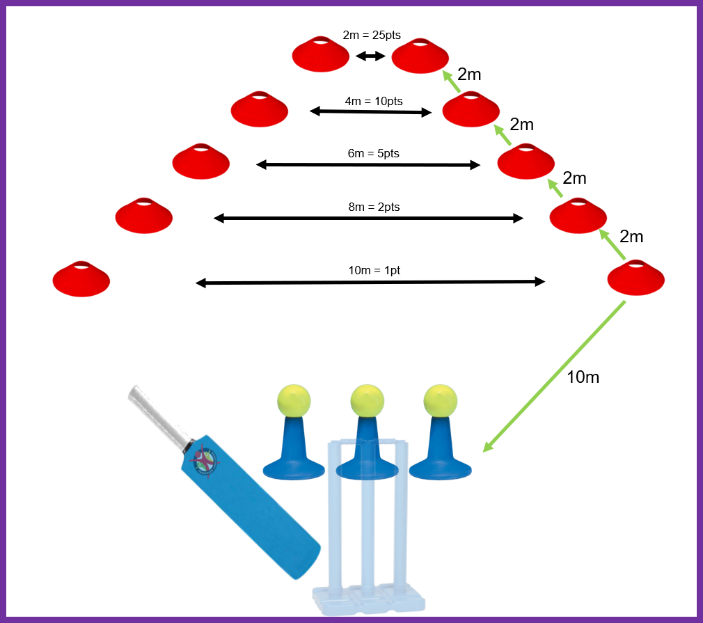 2m = 25pts
2m
4m = 10pts
2m
6m = 5pts
2m
8m = 2pts
2m
10m = 1pt
10m